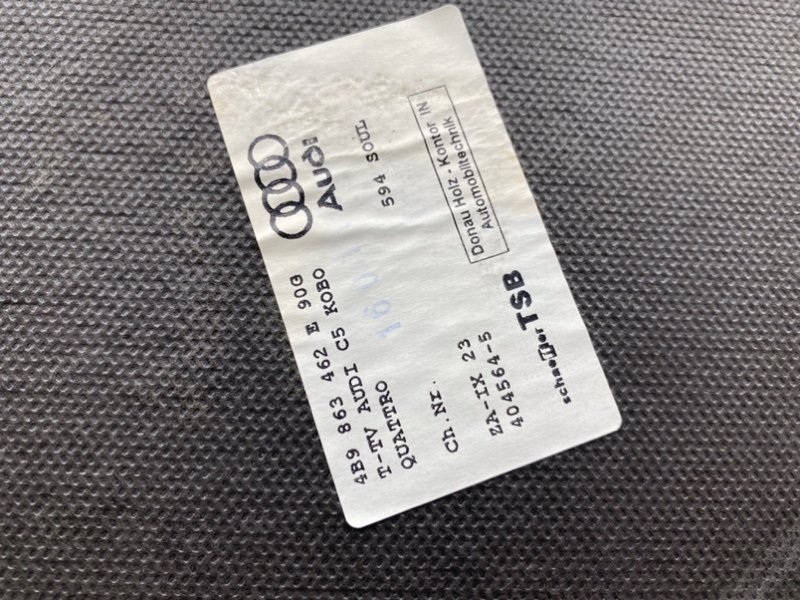 Audi
4B9 863 462 E 90G
T-TV AUDI C5 KOBO
QUATTRO
594 SOUL
Ch.Nr.
ZA-IX 23
404564-5
Donau Holz - Kontor IN
Automobiltechnik
TSB